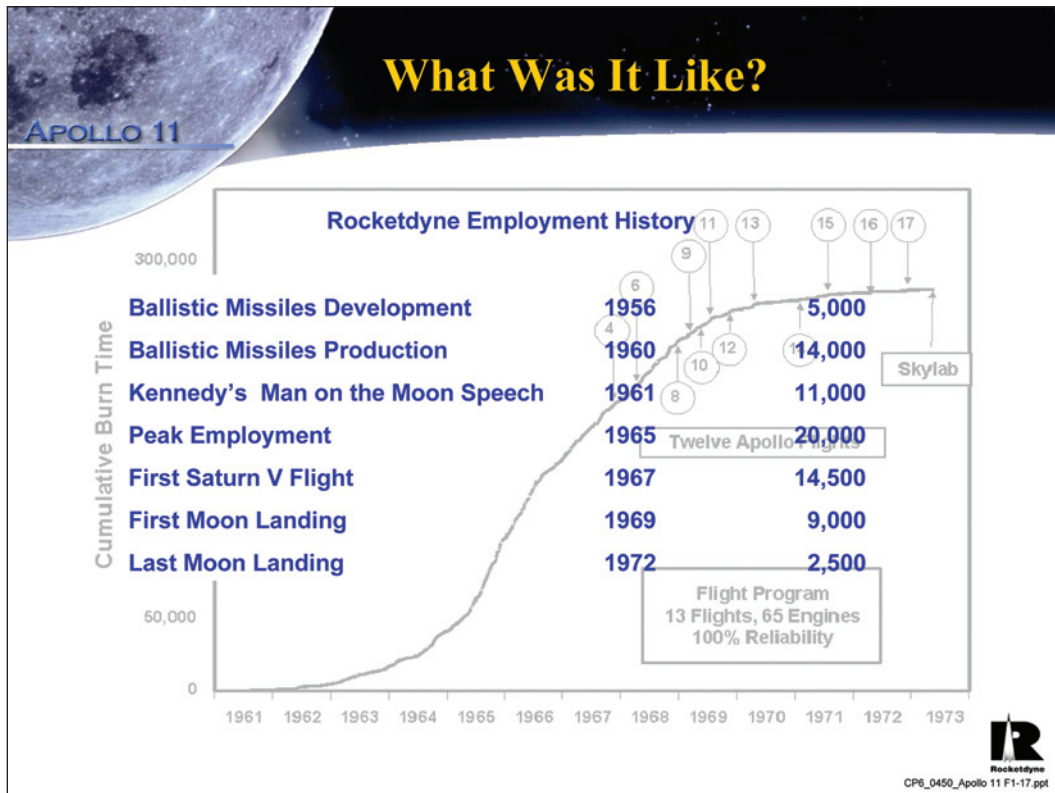 What Was It Like?
APOLLO 11
Rocketdyne Employment History
11
13
15
16
17
9
6
4
300,000
Ballistic Missiles Development 1956 5,000
Ballistic Missiles Production 1960 14,000
12
10
8
Skylab
Kennedy's Man on the Moon Speech 1961 11,000
Peak Employment 1965 20,000
Twelve Apollo Flights
First Saturn V Flight 1967 14,500
First Moon Landing 1969 9,000
Last Moon Landing 1972 2,500
Cumulative Burn Time
Flight Program
13 Flights, 65 Engines
100% Reliability
50,000
0
1961 1962 1963 1964 1965 1966 1967 1968 1969 1970 1971 1972 1973
R
Rocketdyne
CP6_0450_Apollo 11 F1-17.ppt